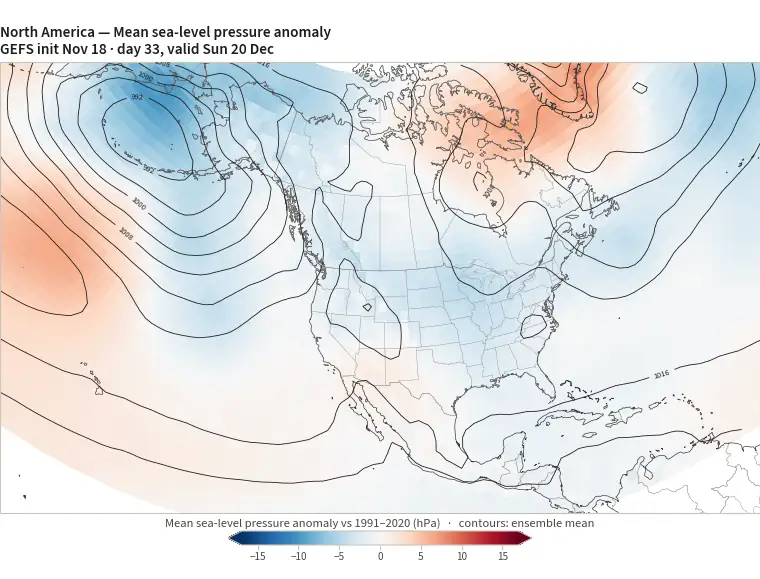 North America — Mean sea-level pressure anomaly
GEFS init Nov 18 · day 33, valid Sun 20 Dec
1016
1000
992
992
1000
1008
1016
Mean sea-level pressure anomaly vs 1991–2020 (hPa) · contours: ensemble mean
−15 −10 −5 0 5 10 15